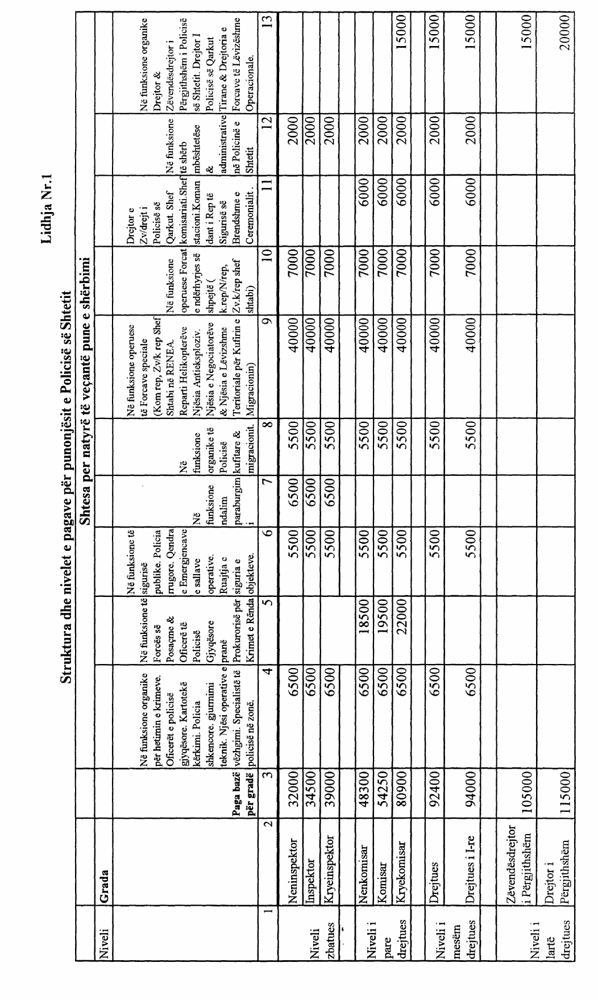 Lidhja Nr.1
Struktura dhe nivelet e pagave për punonjësit e Policisë së Shtetit
Shtesa per natyrë të veçantë pune e shërbimi
Niveli
Grada
Paga bazë
për gradë
Në funksione organike
për hetimin e krimeve.
Oficerët e policisë
gjyqësore. Kartotekë
kërkimi. Policia
shkencore. gjurmimi
teknik. Njësi operative e
vëzhgimi. Specialistë të
policisë në zonë.
Në funksione të
Forcës së
Posaçme &
Oficerë të
Policisë
Gjyqësore
pranë
Prokurorisë për
Krimet e Rënda
Në funksione të
sigurisë
publike. Policia
rrugore. Qendra
e Emergjencave
e sallave
operative.
Ruajtja e
siguria e
objekteve.
Në
funksione
ndalim
paraburgim
i
Në
funksione
organike të
Policisë
kufitare &
migracionit.
Në funksione operuese
të Forcave speciale
(Kom rep, Zv/k rep Shef
Shtabi në RENEA.
Reparti Helikopterëve
Njësia Antieksploziv.
Njësia e Negociatorëve
& Njësia e Lëvizshme
Teritoriale për Kufirin e
Migracionin)
Në funksione
operuese Forcat
e ndërhyrjes së
shpejtë (
k.rep/N/rep,
Zv.k/rep shef
shtabi)
Drejtor e
Zv/drejt i
Policisë së
Qarkut. Shef
komisariati.Shef
stacioni.Koman
dant i Rep të
Sigurisë së
Brendshme e
Ceremonialit .
Në funksione
të shërb
mbështetëse
&
administrative
në Policinë e
Shtetit
Në funksione organike
Drejtor &
Zëvendësdrejtor i
Përgjithshëm i Policisë
së Shtetit. Drejtor I
Policisë së Qarkut
Tirane & Drejtoria e
Forcave të Lëvizëshme
Operacionale.
1 2 3 4 5 6 7 8 9 10 11 12 13
Niveli
zbatues
Neninspektor 32000 6500 5500 6500 5500 40000 7000 2000
Inspektor 34500 6500 5500 6500 5500 40000 7000 2000
Kryeinspektor 39000 6500 5500 6500 5500 40000 7000 2000
Niveli i
pare
drejtues
Nenkomisar 48300 6500 18500 5500 5500 40000 7000 6000 2000
Komisar 54250 6500 19500 5500 5500 40000 7000 6000 2000
Kryekomisar 80900 6500 22000 5500 5500 40000 7000 6000 2000 15000
Niveli i
mesëm
drejtues
Drejtues 92400 6500 5500 5500 40000 7000 6000 2000 15000
Drejtues i I-re 94000 6500 5500 5500 40000 7000 6000 2000 15000
Niveli i
lartë
drejtues
Zëvendësdrejtor
i Përgjithshëm 105000 15000
Drejtor i
Përgjithshëm 115000 20000